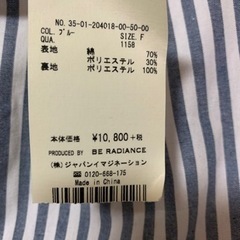 NO. 35-01-204018-00-50-00
COL. ブルー SIZE. F
QUA. 1158
表地 綿 70%
ポリエステル 30%
裏地 ポリエステル 100%
本体価格 ¥10,800+税
PRODUCED BY BE RADIANCE
(株)ジャパンイマジネーション
☎ 0120-668-175
Made in China